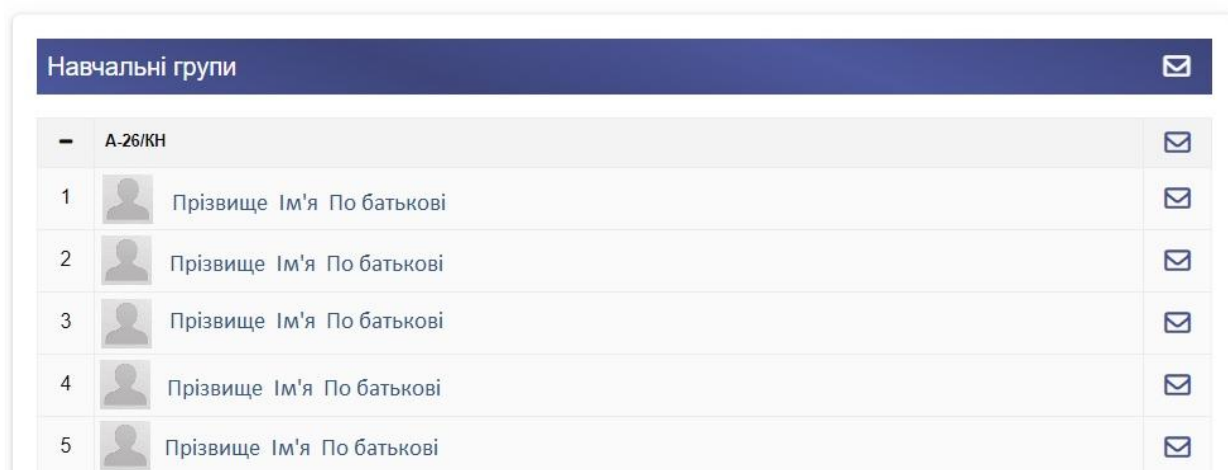 Навчальні групи
– А-26/КН
1 Прізвище Ім'я По батькові
2 Прізвище Ім'я По батькові
3 Прізвище Ім'я По батькові
4 Прізвище Ім'я По батькові
5 Прізвище Ім'я По батькові